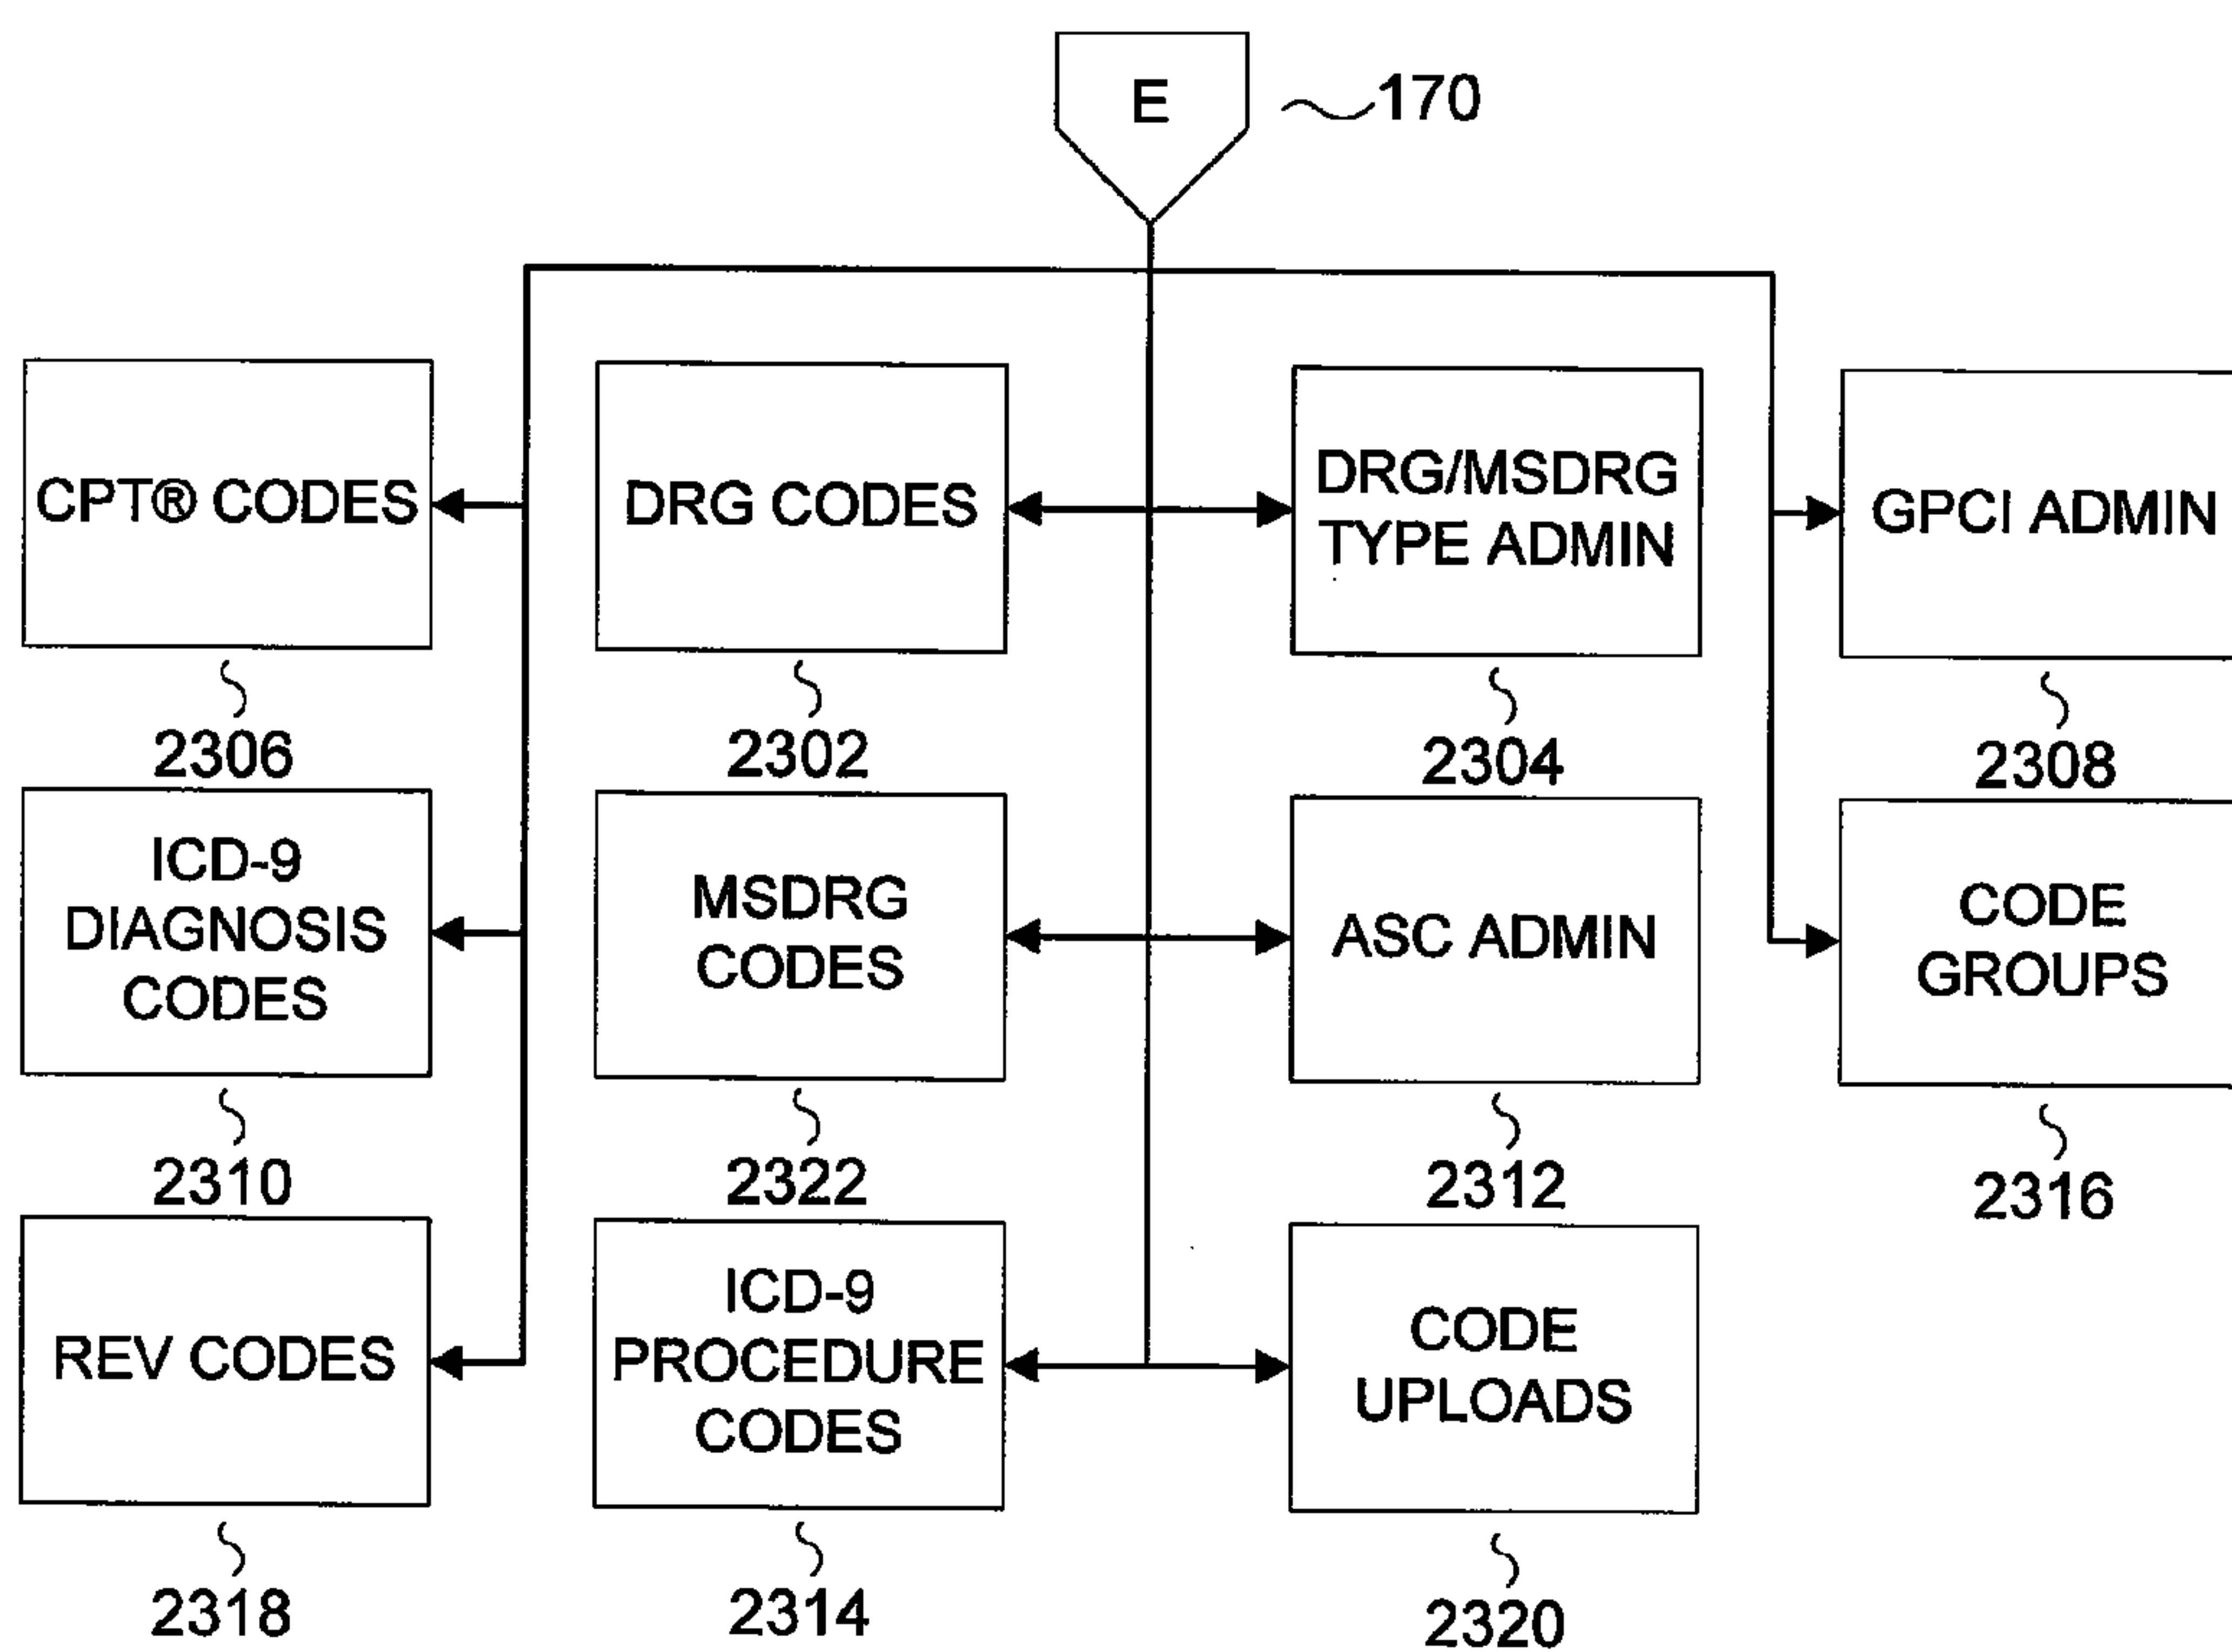 E
170
CPT® CODES
2306
DRG CODES
2302
DRG/MSDRG
TYPE ADMIN
2304
GPCI ADMIN
2308
ICD-9
DIAGNOSIS
CODES
2310
MSDRG
CODES
2322
ASC ADMIN
2312
CODE
GROUPS
2316
REV CODES
2318
ICD-9
PROCEDURE
CODES
2314
CODE
UPLOADS
2320